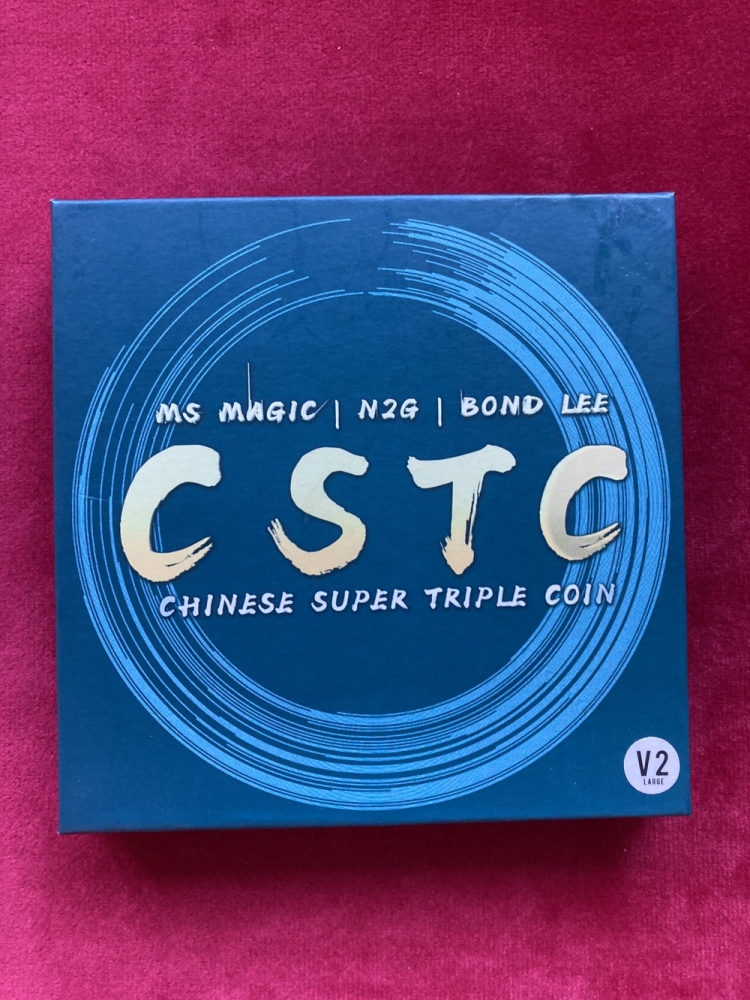 MS MAGIC | N2G | BOND LEE
CSTC
CHINESE SUPER TRIPLE COIN
V2
LARGE